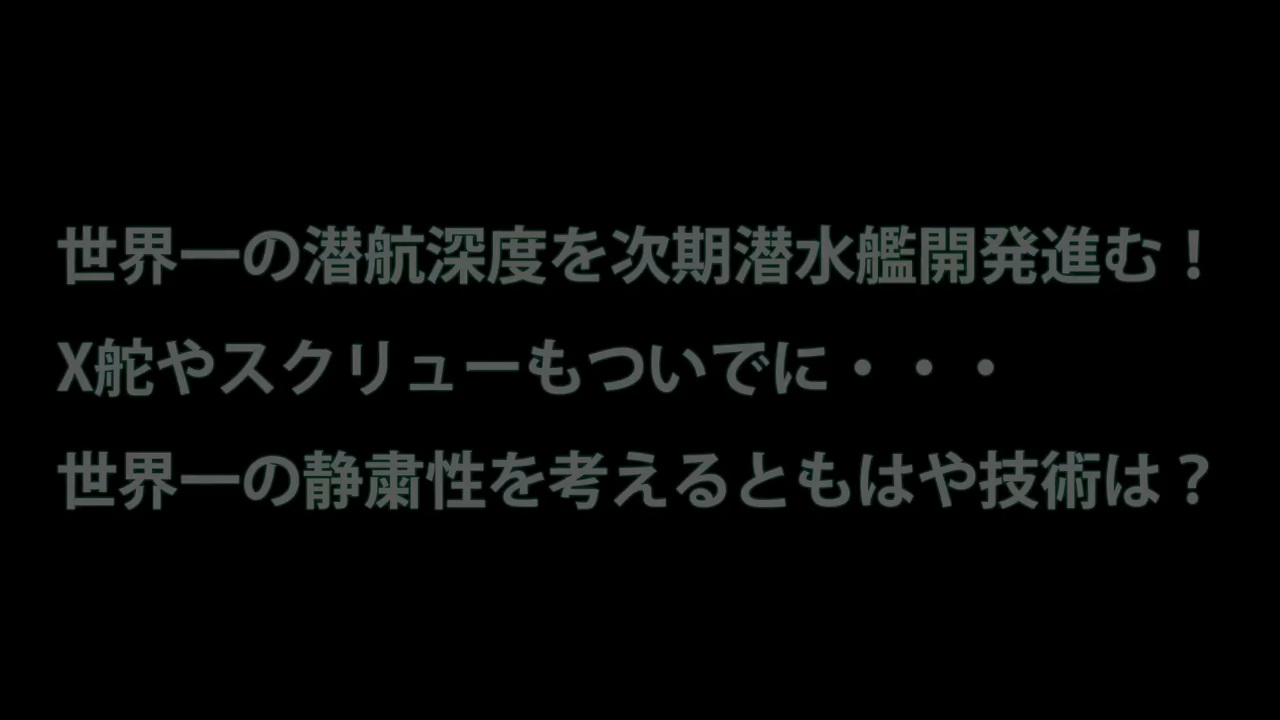 世界一の潜航深度を次期潜水艦開発進む！
X舵やスクリューもついでに・・・
世界一の静粛性を考えるともはや技術は？